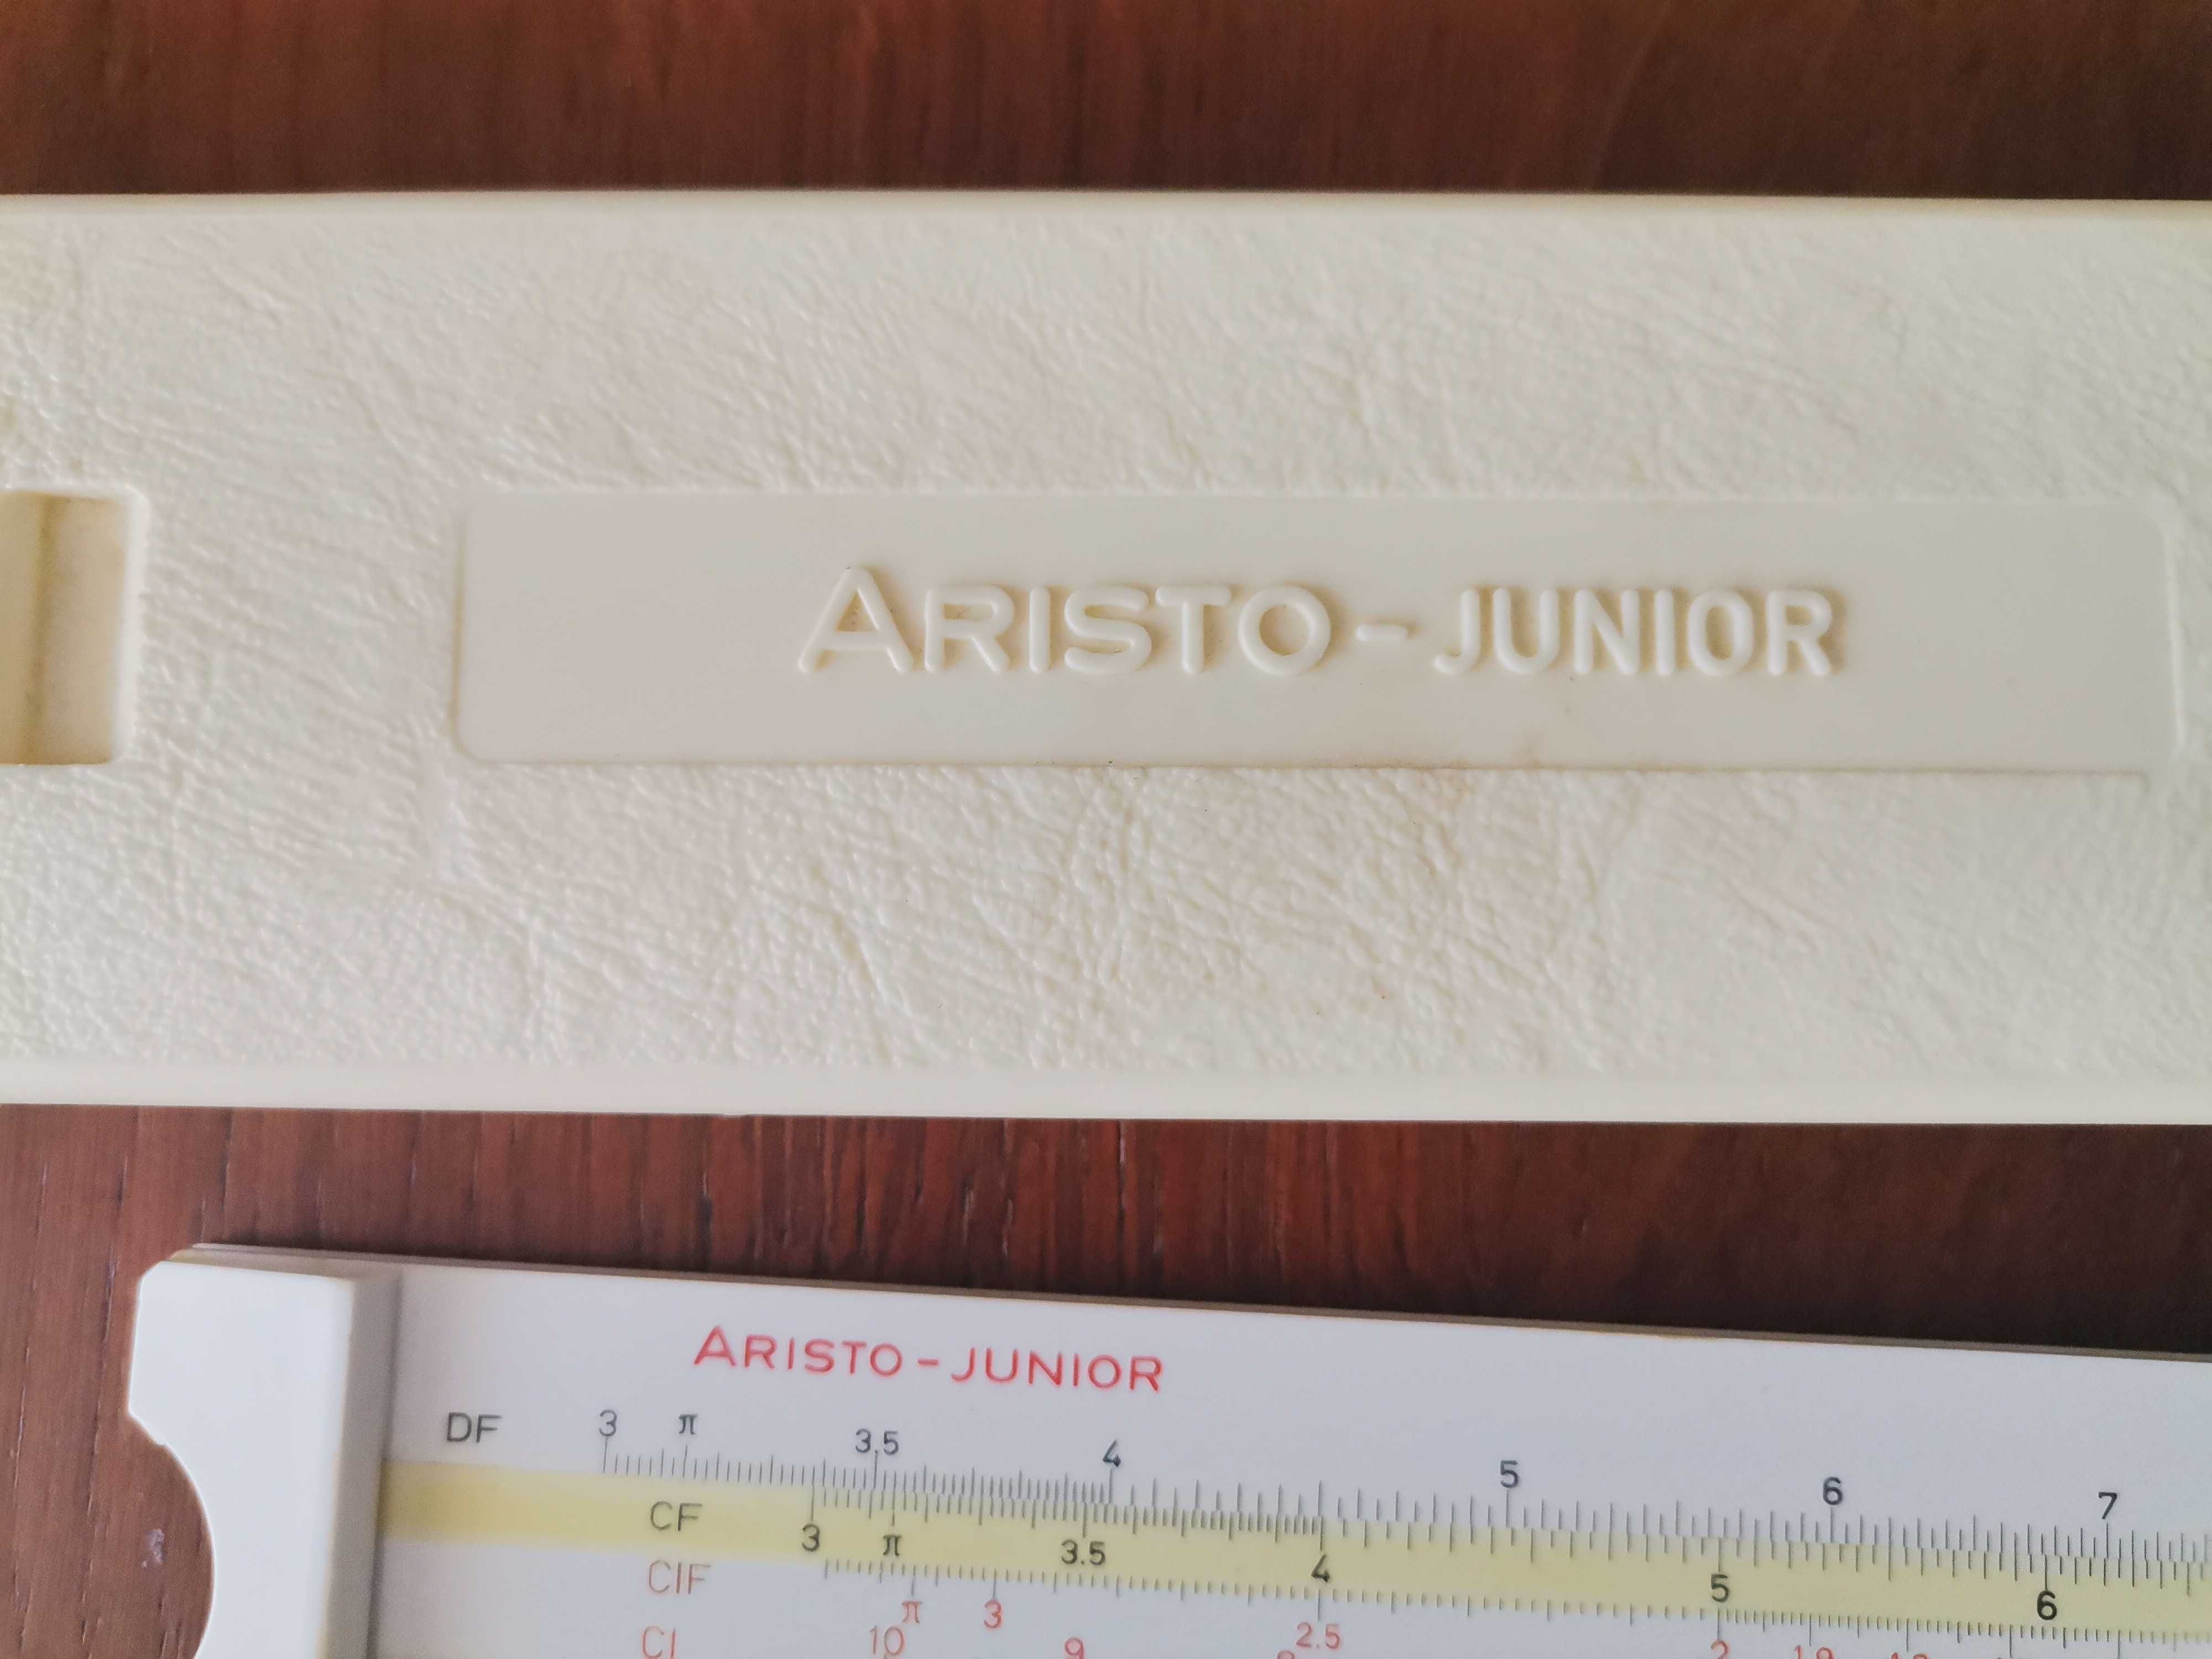 ARISTO - JUNIOR
ARISTO - JUNIOR
DF 3 π 3.5 4 5 6 7
CF 3 π 3.5 4 5 6
CIF π 3 2.5 2
CI 10 9